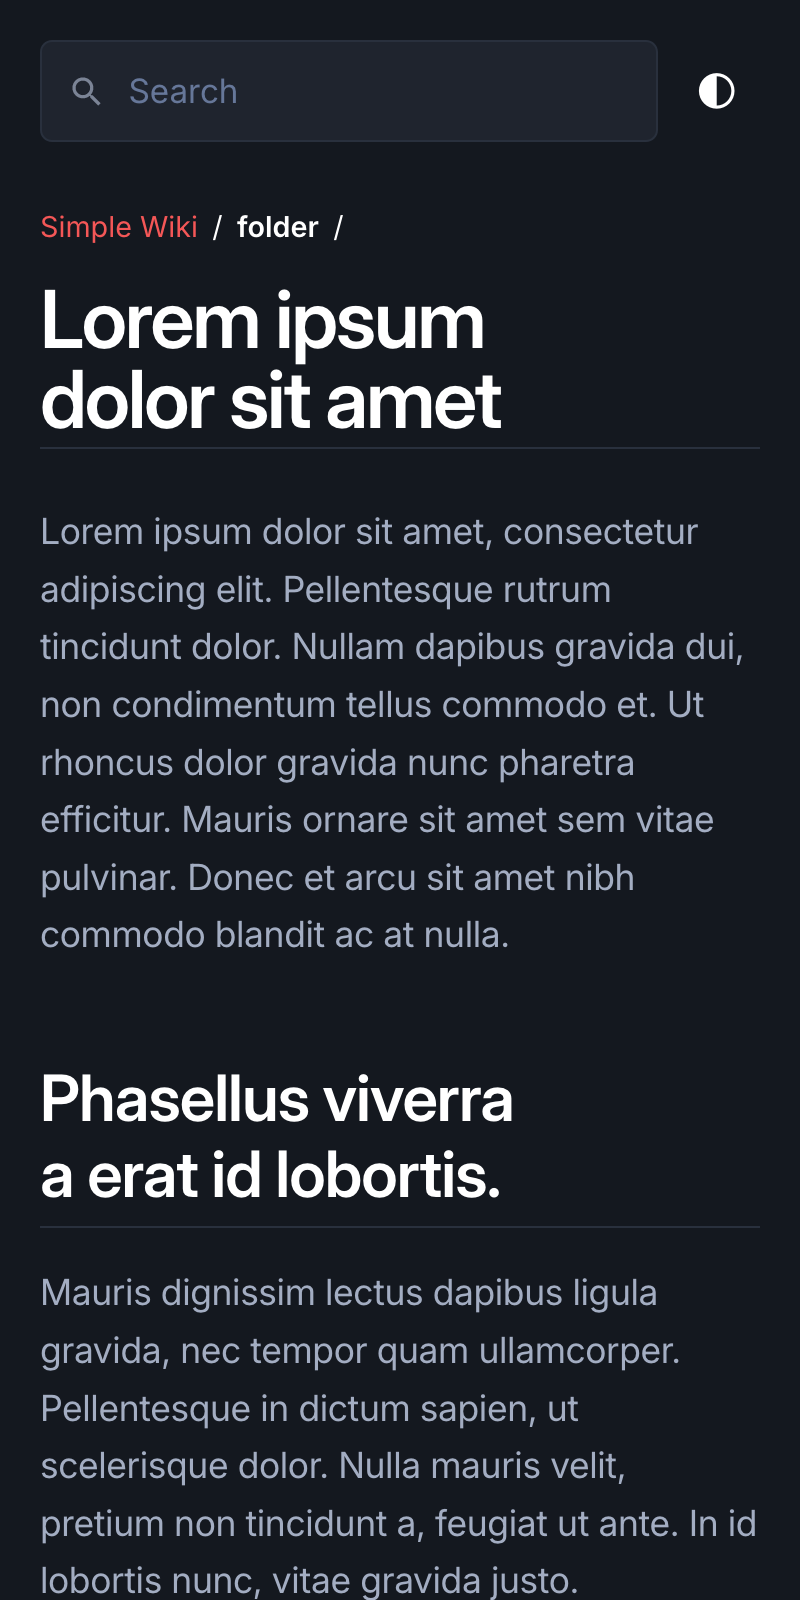 Search
Simple Wiki / folder /
Lorem ipsum
dolor sit amet
Lorem ipsum dolor sit amet, consectetur
adipiscing elit. Pellentesque rutrum
tincidunt dolor. Nullam dapibus gravida dui,
non condimentum tellus commodo et. Ut
rhoncus dolor gravida nunc pharetra
efficitur. Mauris ornare sit amet sem vitae
pulvinar. Donec et arcu sit amet nibh
commodo blandit ac at nulla.
Phasellus viverra
a erat id lobortis.
Mauris dignissim lectus dapibus ligula
gravida, nec tempor quam ullamcorper.
Pellentesque in dictum sapien, ut
scelerisque dolor. Nulla mauris velit,
pretium non tincidunt a, feugiat ut ante. In id
lobortis nunc, vitae gravida justo.